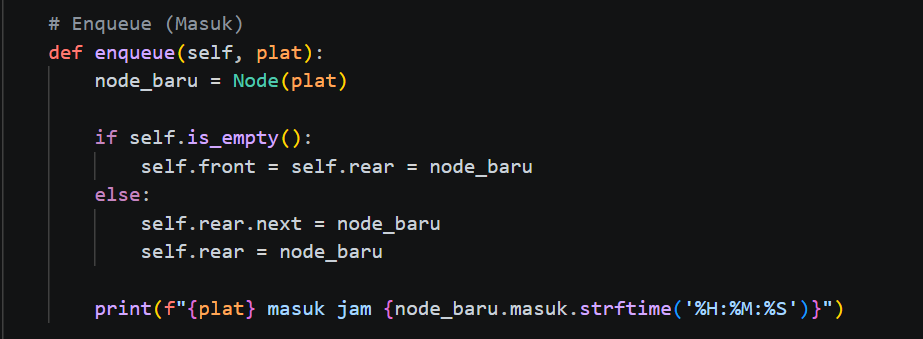 # Enqueue (Masuk)
def enqueue(self, plat):
    node_baru = Node(plat)

    if self.is_empty():
        self.front = self.rear = node_baru
    else:
        self.rear.next = node_baru
        self.rear = node_baru

    print(f"{plat} masuk jam {node_baru.masuk.strftime('%H:%M:%S')}")